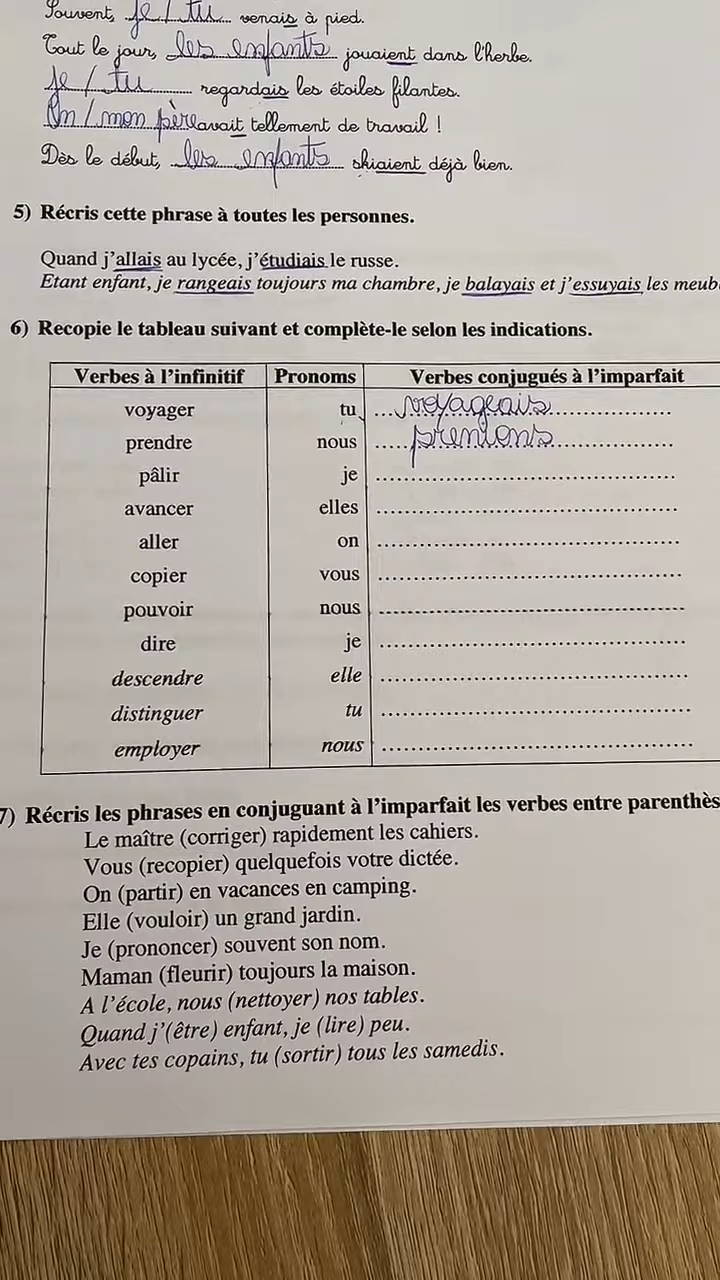 Souvent, je / tu venais à pied.
Tout le jour, les enfants jouaient dans l'herbe.
je / tu regardais les étoiles filantes.
On / mon père avait tellement de travail !
Dès le début, les enfants skiaient déjà bien.
5) Récris cette phrase à toutes les personnes.
Quand j'allais au lycée, j'étudiais le russe.
Etant enfant, je rangeais toujours ma chambre, je balayais et j'essuyais les meub
6) Recopie le tableau suivant et complète-le selon les indications.
Verbes à l'infinitif Pronoms Verbes conjugués à l'imparfait
voyager tu ...voyageais...
prendre nous .....prenions...
pâlir je ...
avancer elles ...
aller on ...
copier vous ...
pouvoir nous ...
dire je ...
descendre elle ...
distinguer tu ...
employer nous ...
7) Récris les phrases en conjuguant à l'imparfait les verbes entre parenthès
Le maître (corriger) rapidement les cahiers.
Vous (recopier) quelquefois votre dictée.
On (partir) en vacances en camping.
Elle (vouloir) un grand jardin.
Je (prononcer) souvent son nom.
Maman (fleurir) toujours la maison.
A l'école, nous (nettoyer) nos tables.
Quand j'(être) enfant, je (lire) peu.
Avec tes copains, tu (sortir) tous les samedis.